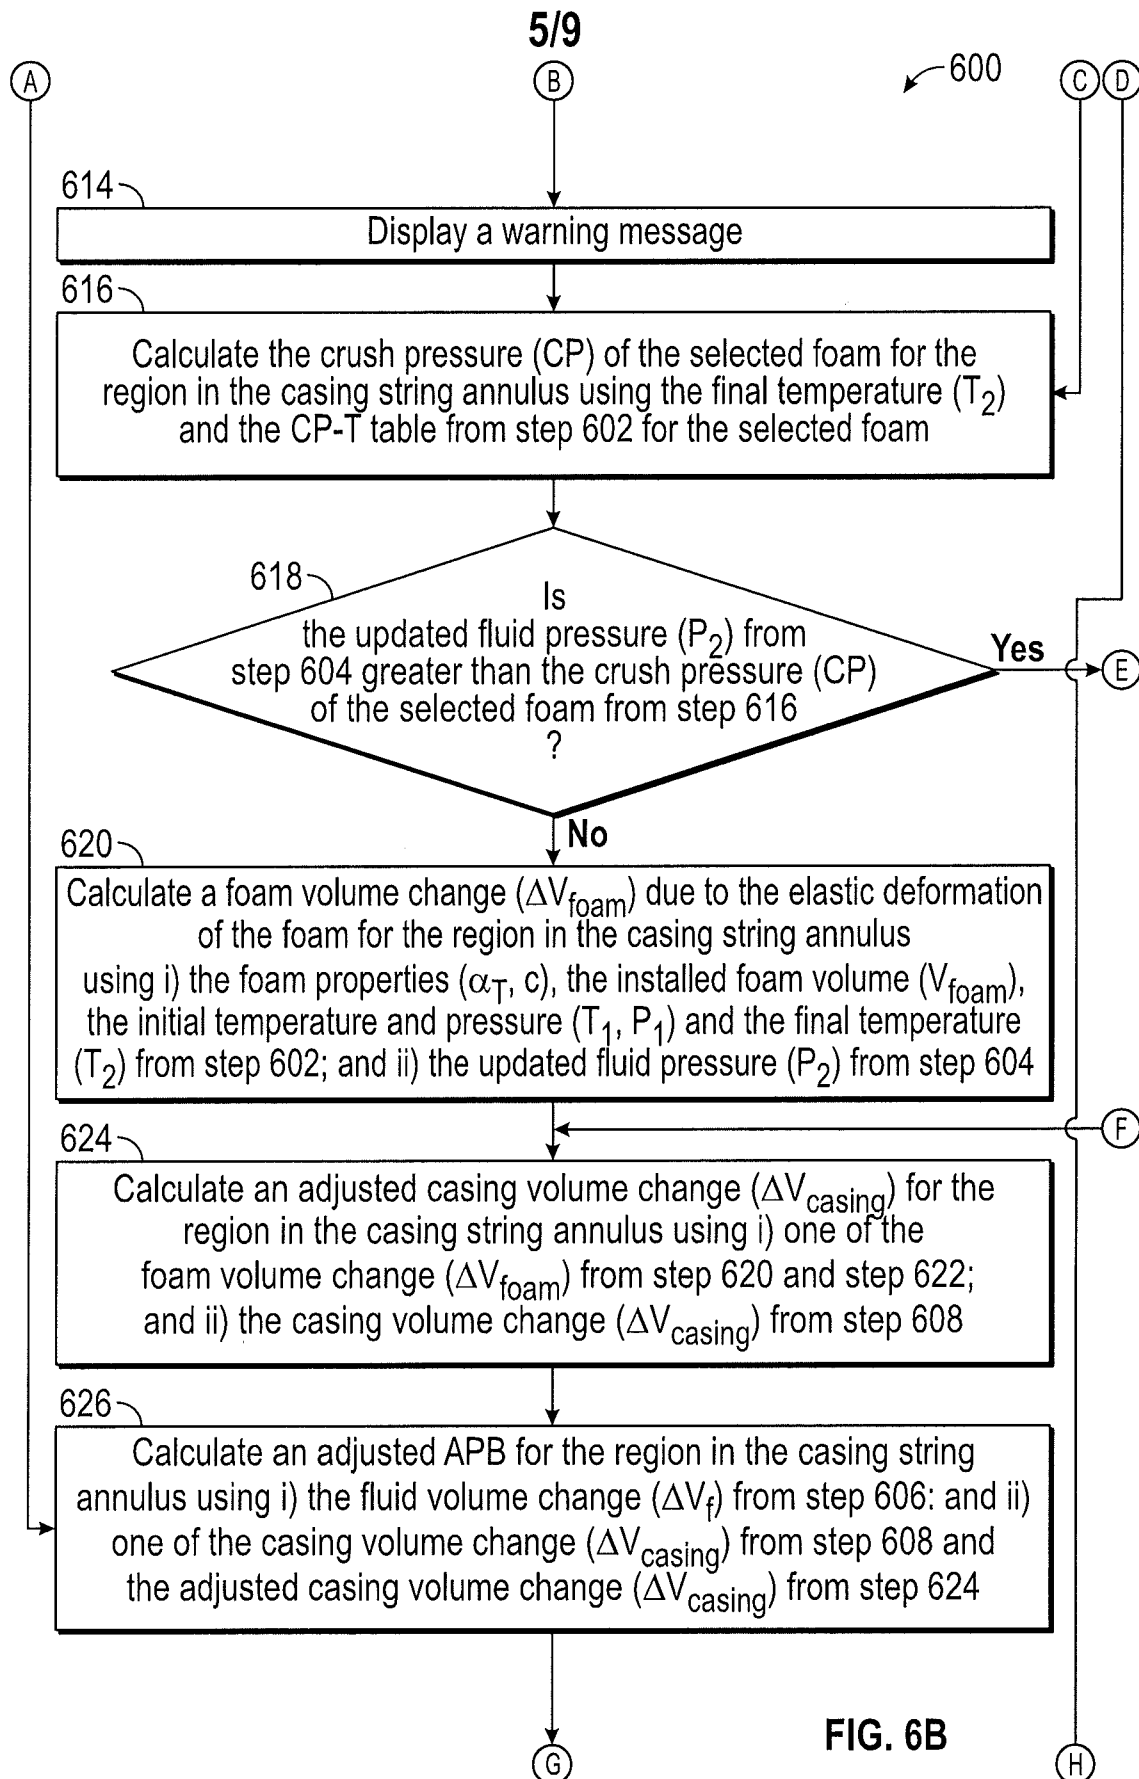 5/9
A
B
600
C
D
614
Display a warning message
616
Calculate the crush pressure (CP) of the selected foam for the
region in the casing string annulus using the final temperature (T2)
and the CP-T table from step 602 for the selected foam
618
Is
the updated fluid pressure (P2) from
step 604 greater than the crush pressure (CP)
of the selected foam from step 616
?
Yes
E
No
620
Calculate a foam volume change (ΔVfoam) due to the elastic deformation
of the foam for the region in the casing string annulus
using i) the foam properties (αT, c), the installed foam volume (Vfoam),
the initial temperature and pressure (T1, P1) and the final temperature
(T2) from step 602; and ii) the updated fluid pressure (P2) from step 604
F
624
Calculate an adjusted casing volume change (ΔVcasing) for the
region in the casing string annulus using i) one of the
foam volume change (ΔVfoam) from step 620 and step 622;
and ii) the casing volume change (ΔVcasing) from step 608
626
Calculate an adjusted APB for the region in the casing string
annulus using i) the fluid volume change (ΔVf) from step 606: and ii)
one of the casing volume change (ΔVcasing) from step 608 and
the adjusted casing volume change (ΔVcasing) from step 624
G
FIG. 6B
H